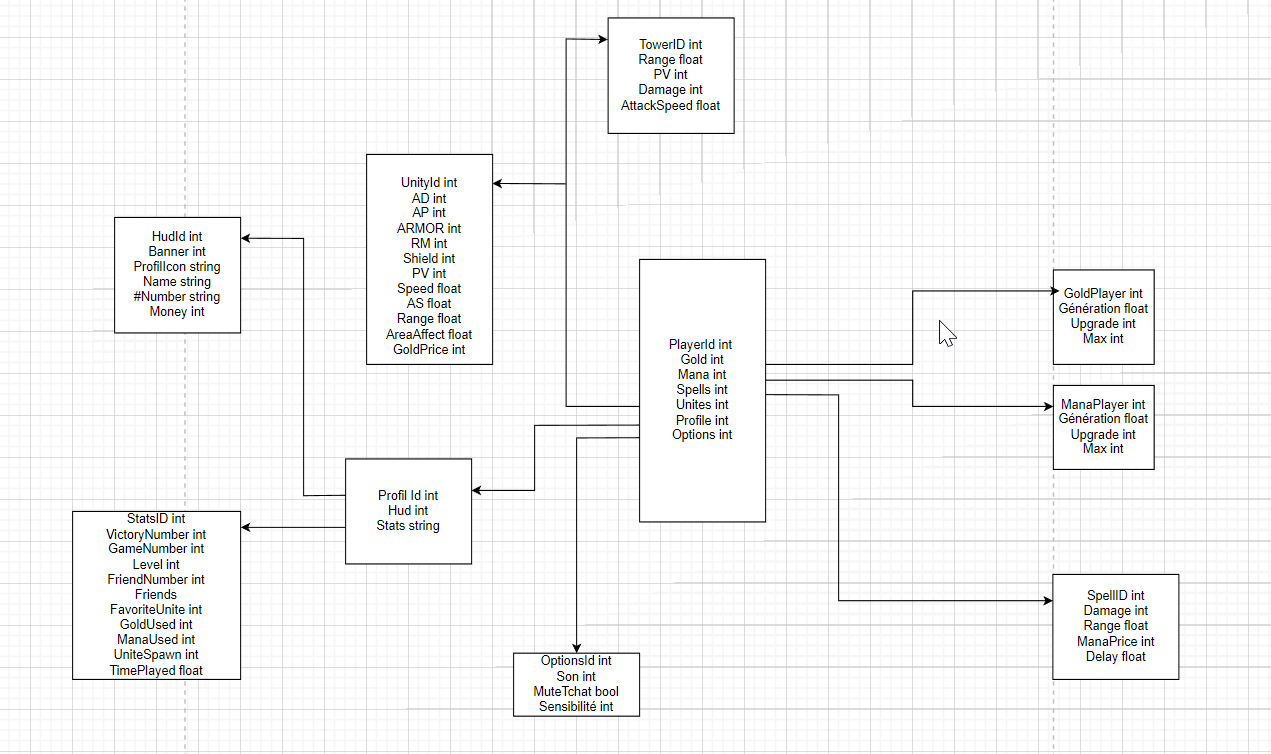 TowerID int
Range float
PV int
Damage int
AttackSpeed float
UnityId int
AD int
AP int
ARMOR int
RM int
Shield int
PV int
Speed float
AS float
Range float
AreaAffect float
GoldPrice int
HudId int
Banner int
ProfilIcon string
Name string
#Number string
Money int
PlayerId int
Gold int
Mana int
Spells int
Unites int
Profile int
Options int
GoldPlayer int
Génération float
Upgrade int
Max int
ManaPlayer int
Génération float
Upgrade int
Max int
Profil Id int
Hud int
Stats string
StatsID int
VictoryNumber int
GameNumber int
Level int
FriendNumber int
Friends
FavoriteUnite int
GoldUsed int
ManaUsed int
UniteSpawn int
TimePlayed float
SpellID int
Damage int
Range float
ManaPrice int
Delay float
OptionsId int
Son int
MuteTchat bool
Sensibilité int